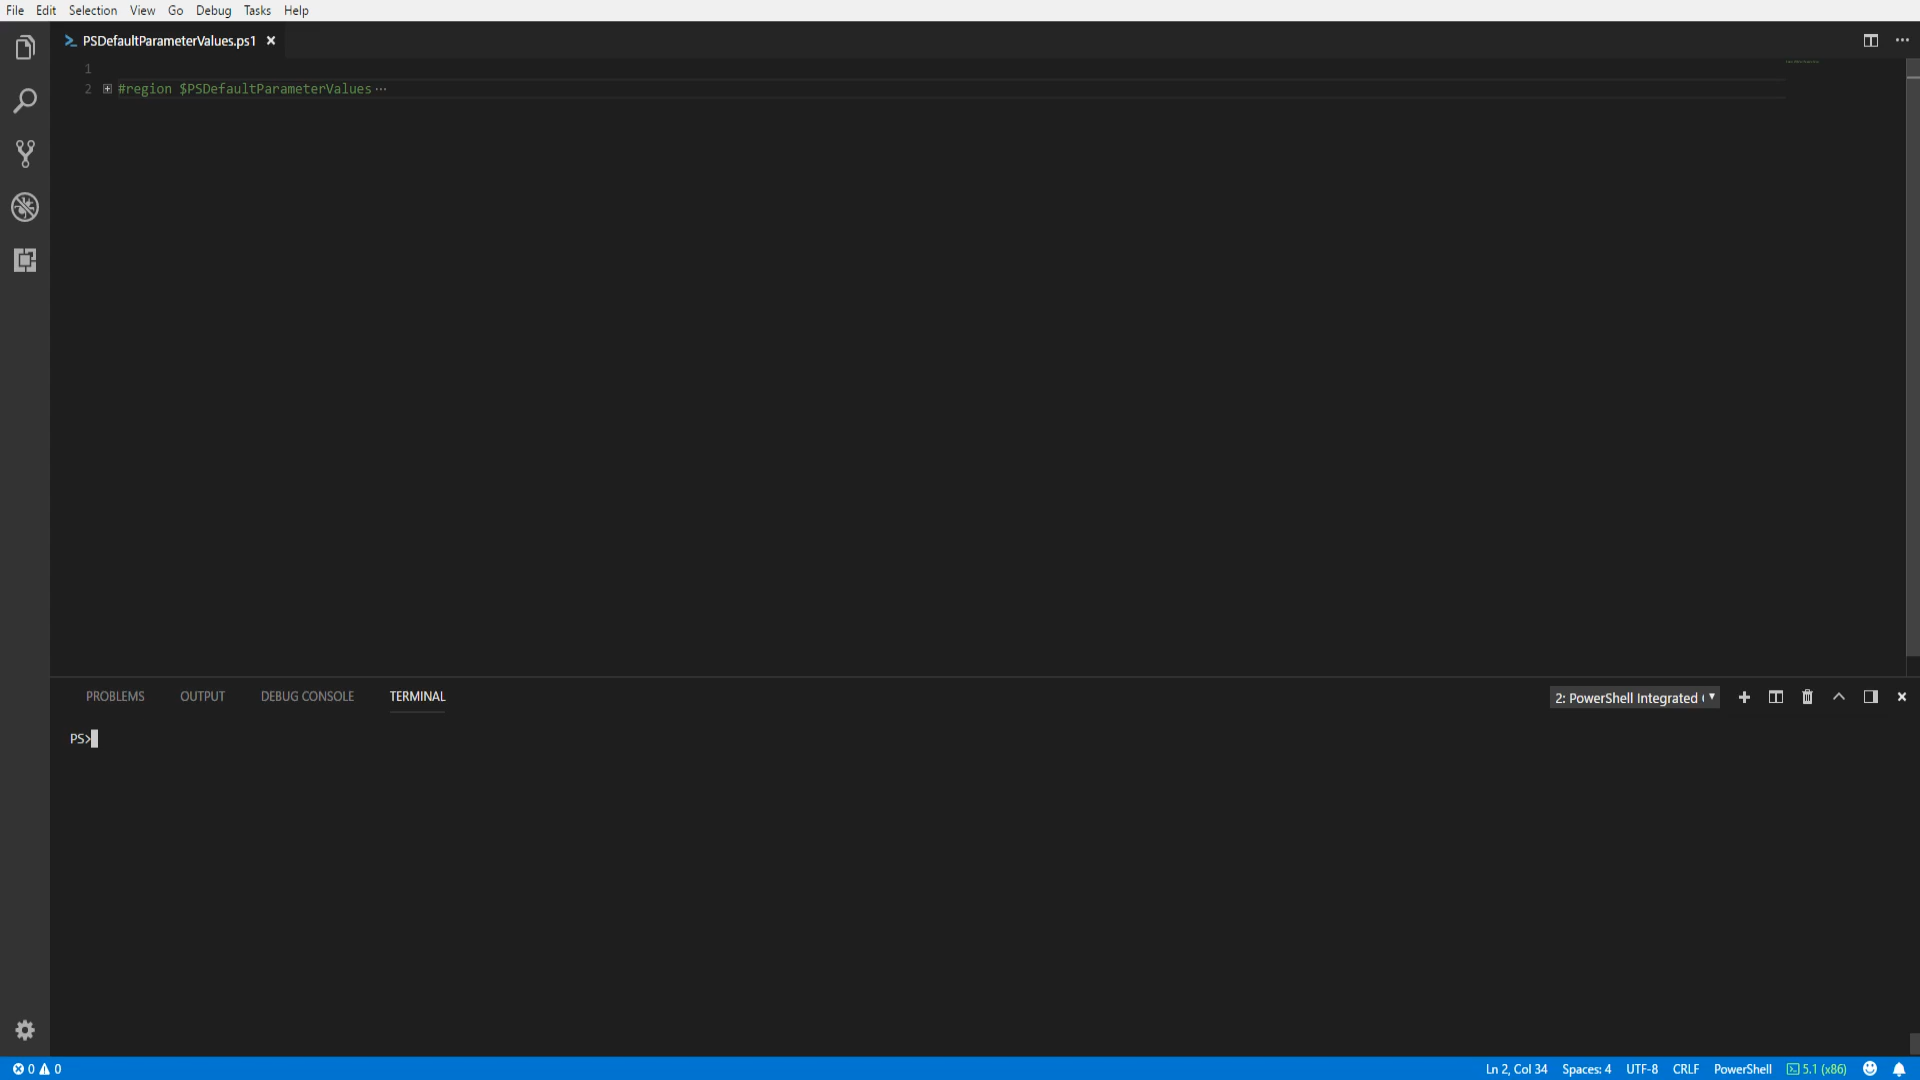 File Edit Selection View Go Debug Tasks Help
PSDefaultParameterValues.ps1
1
2 #region $PSDefaultParameterValues ...
PROBLEMS OUTPUT DEBUG CONSOLE TERMINAL 2: PowerShell Integrated (
PS>
0 0 Ln 2, Col 34 Spaces: 4 UTF-8 CRLF PowerShell 5.1 (x86)